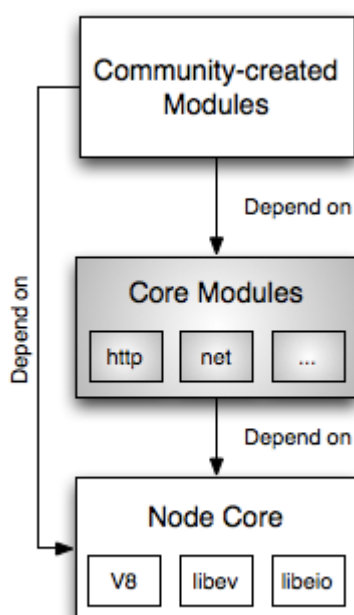 Community-created
Modules
Depend on
Depend on
Core Modules
http net ...
Depend on
Node Core
V8 libev libeio